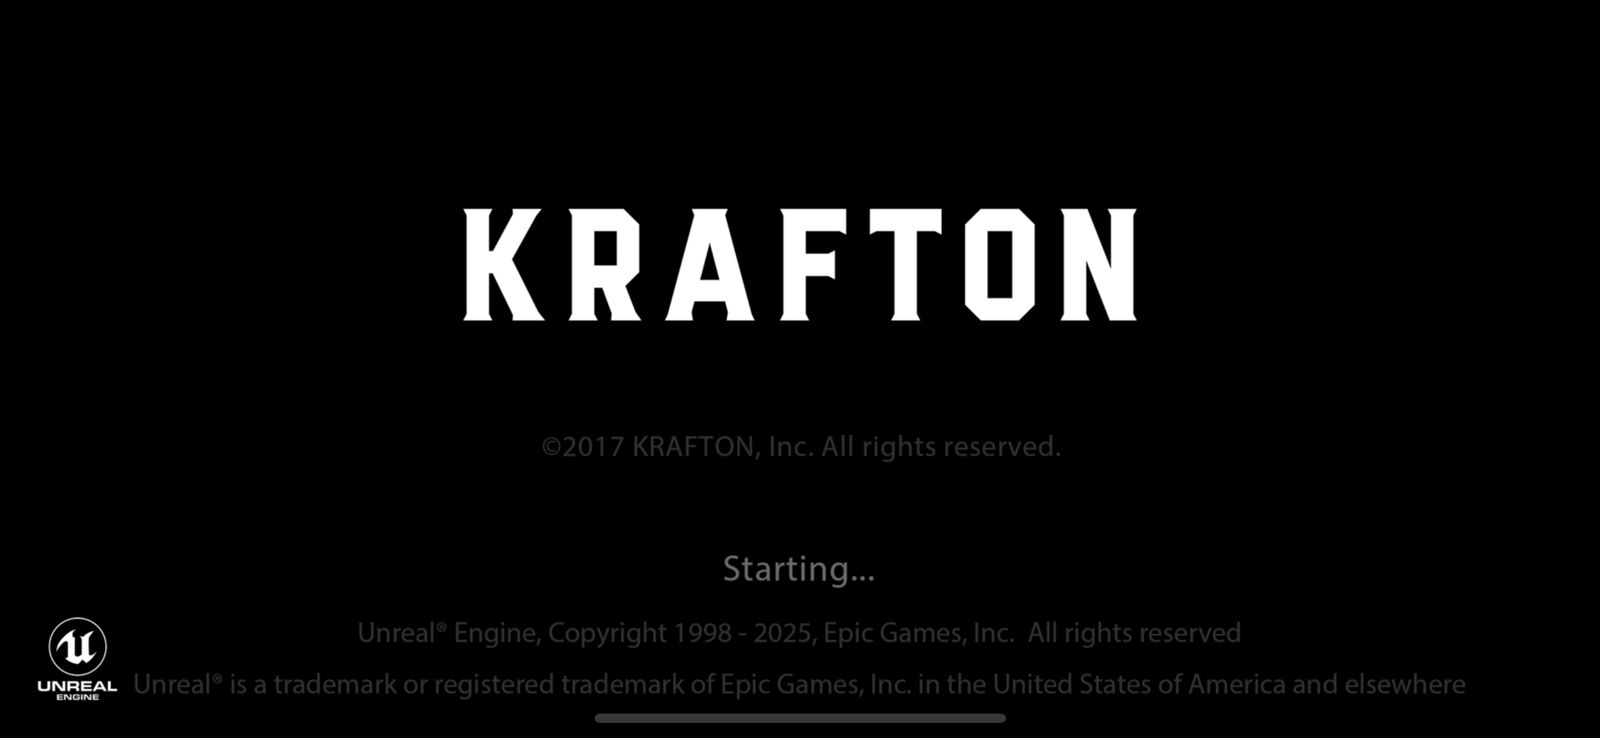 KRAFTON
©2017 KRAFTON, Inc. All rights reserved.
Starting...
Unreal® Engine, Copyright 1998 - 2025, Epic Games, Inc.  All rights reserved
UNREAL
ENGINE
Unreal® is a trademark or registered trademark of Epic Games, Inc. in the United States of America and elsewhere